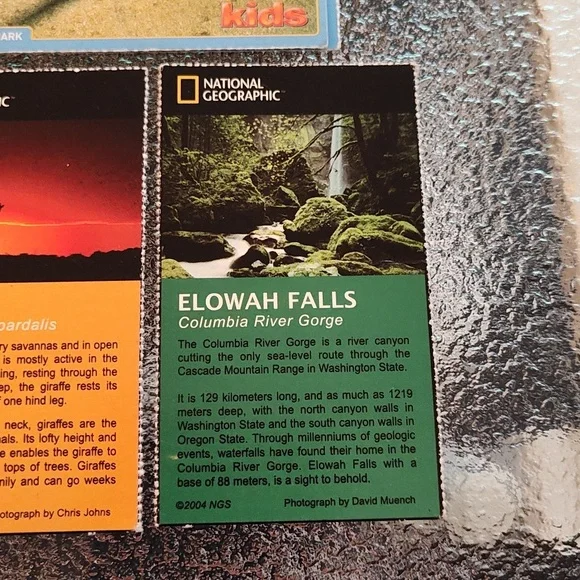 ARK
kids
IC
pardalis
ry savannas and in open
is mostly active in the
ing, resting through the
ep, the giraffe rests its
f one hind leg.
neck, giraffes are the
als. Its lofty height and
e enables the giraffe to
tops of trees. Giraffes
nily and can go weeks
otograph by Chris Johns
NATIONAL
GEOGRAPHIC™
ELOWAH FALLS
Columbia River Gorge
The Columbia River Gorge is a river canyon
cutting the only sea-level route through the
Cascade Mountain Range in Washington State.
It is 129 kilometers long, and as much as 1219
meters deep, with the north canyon walls in
Washington State and the south canyon walls in
Oregon State. Through millenniums of geologic
events, waterfalls have found their home in the
Columbia River Gorge. Elowah Falls with a
base of 88 meters, is a sight to behold.
©2004 NGS Photograph by David Muench